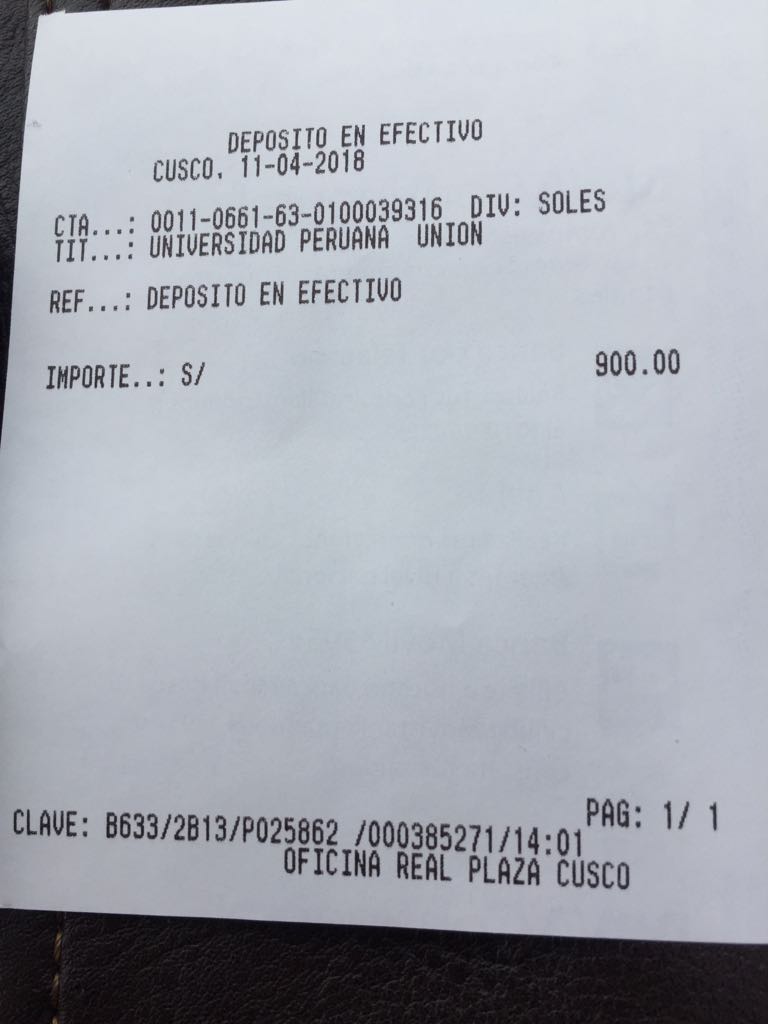 DEPOSITO EN EFECTIVO
CUSCO, 11-04-2018
CTA...: 0011-0661-63-0100039316 DIV: SOLES
TIT...: UNIVERSIDAD PERUANA UNION
REF...: DEPOSITO EN EFECTIVO
IMPORTE..: S/ 900.00
PAG: 1/ 1
CLAVE: B633/2B13/P025862 /000385271/14:01
OFICINA REAL PLAZA CUSCO